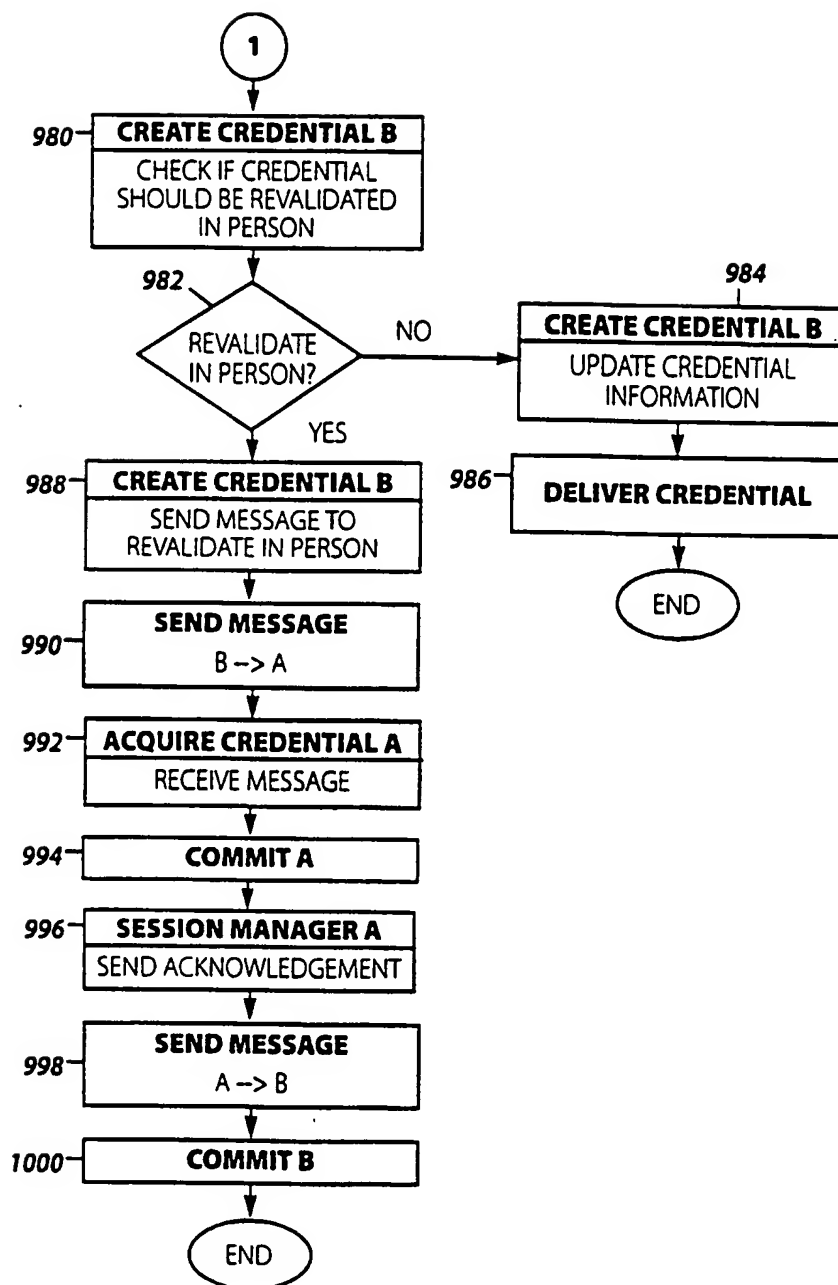 1
980
CREATE CREDENTIAL B
CHECK IF CREDENTIAL
SHOULD BE REVALIDATED
IN PERSON
982
REVALIDATE
IN PERSON?
NO
YES
984
CREATE CREDENTIAL B
UPDATE CREDENTIAL
INFORMATION
986
DELIVER CREDENTIAL
END
988
CREATE CREDENTIAL B
SEND MESSAGE TO
REVALIDATE IN PERSON
990
SEND MESSAGE
B --> A
992
ACQUIRE CREDENTIAL A
RECEIVE MESSAGE
994
COMMIT A
996
SESSION MANAGER A
SEND ACKNOWLEDGEMENT
998
SEND MESSAGE
A --> B
1000
COMMIT B
END